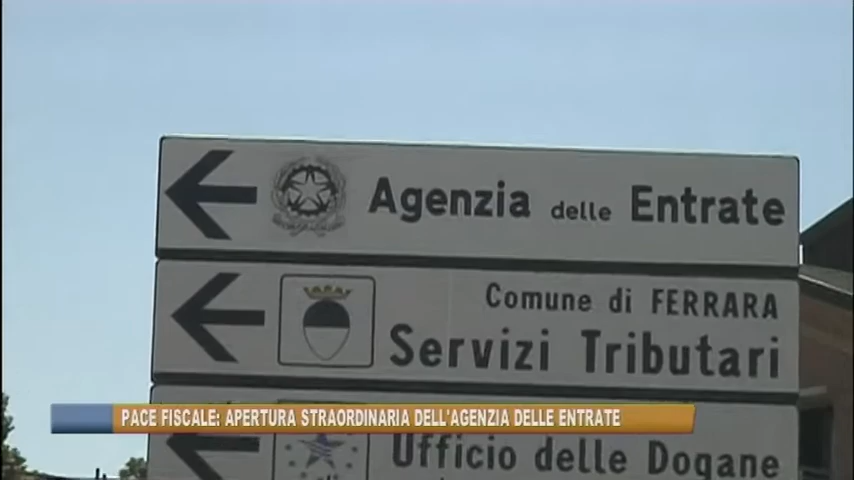 Agenzia delle Entrate
Comune di FERRARA
Servizi Tributari
PACE FISCALE: APERTURA STRAORDINARIA DELL'AGENZIA DELLE ENTRATE
Ufficio delle Dogane